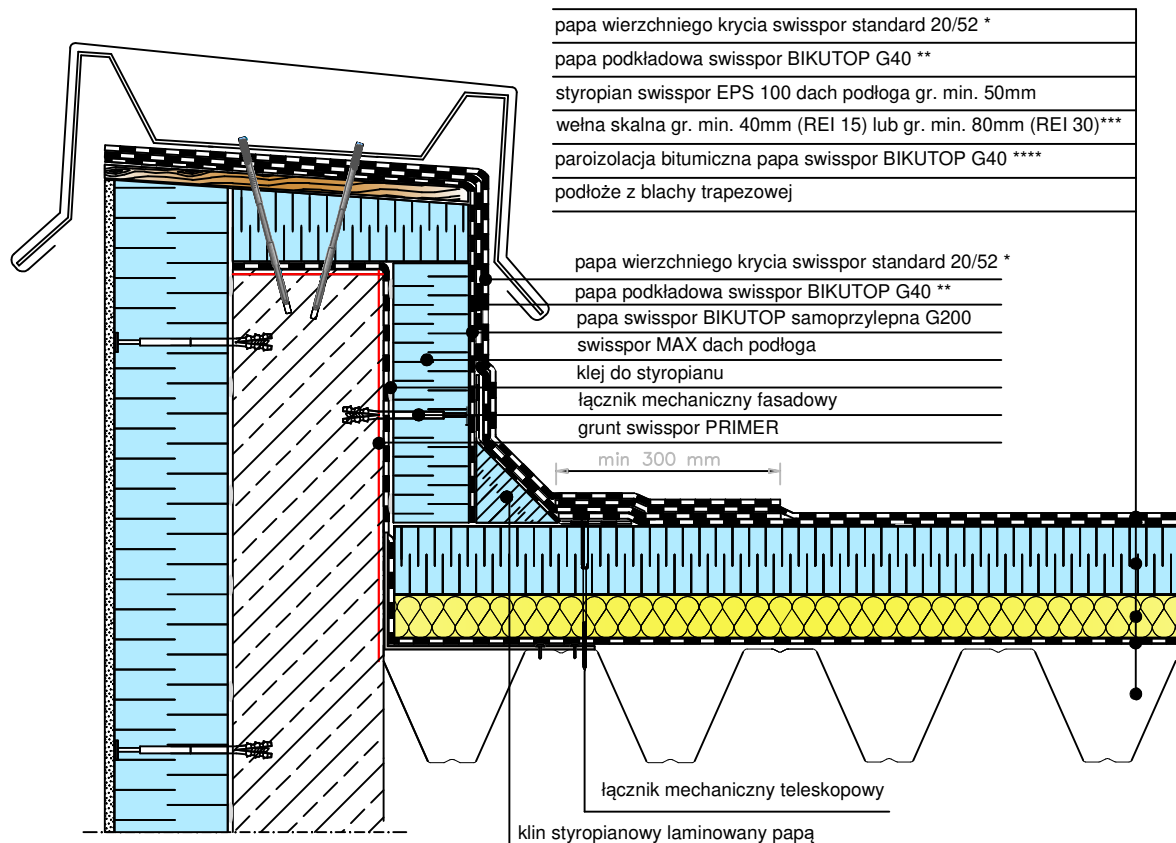 papa wierzchniego krycia swisspor standard 20/52 *
papa podkładowa swisspor BIKUTOP G40 **
styropian swisspor EPS 100 dach podłoga gr. min. 50mm
wełna skalna gr. min. 40mm (REI 15) lub gr. min. 80mm (REI 30)***
paroizolacja bitumiczna papa swisspor BIKUTOP G40 ****
podłoże z blachy trapezowej
papa wierzchniego krycia swisspor standard 20/52 *
papa podkładowa swisspor BIKUTOP G40 **
papa swisspor BIKUTOP samoprzylepna G200
swisspor MAX dach podłoga
klej do styropianu
łącznik mechaniczny fasadowy
grunt swisspor PRIMER
min 300 mm
łącznik mechaniczny teleskopowy
klin styropianowy laminowany papą